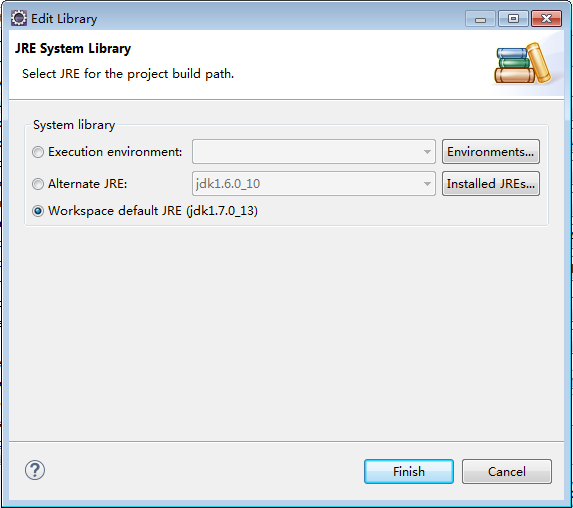 Edit Library
JRE System Library
Select JRE for the project build path.
System library
Execution environment: Environments...
Alternate JRE: jdk1.6.0_10 Installed JREs...
Workspace default JRE (jdk1.7.0_13)
?
Finish Cancel